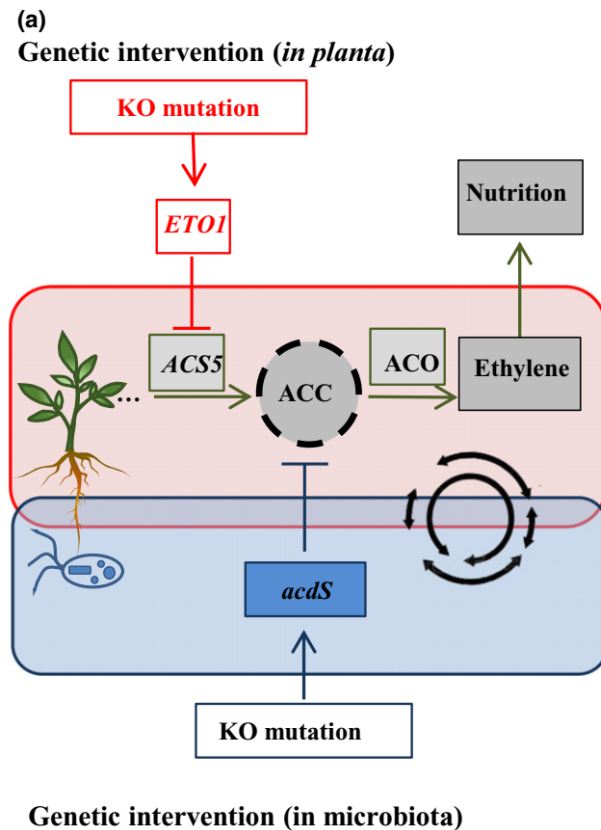 (a)
Genetic intervention (in planta)
KO mutation
Nutrition
ETO1
ACS5
ACO
Ethylene
...
ACC
acdS
KO mutation
Genetic intervention (in microbiota)